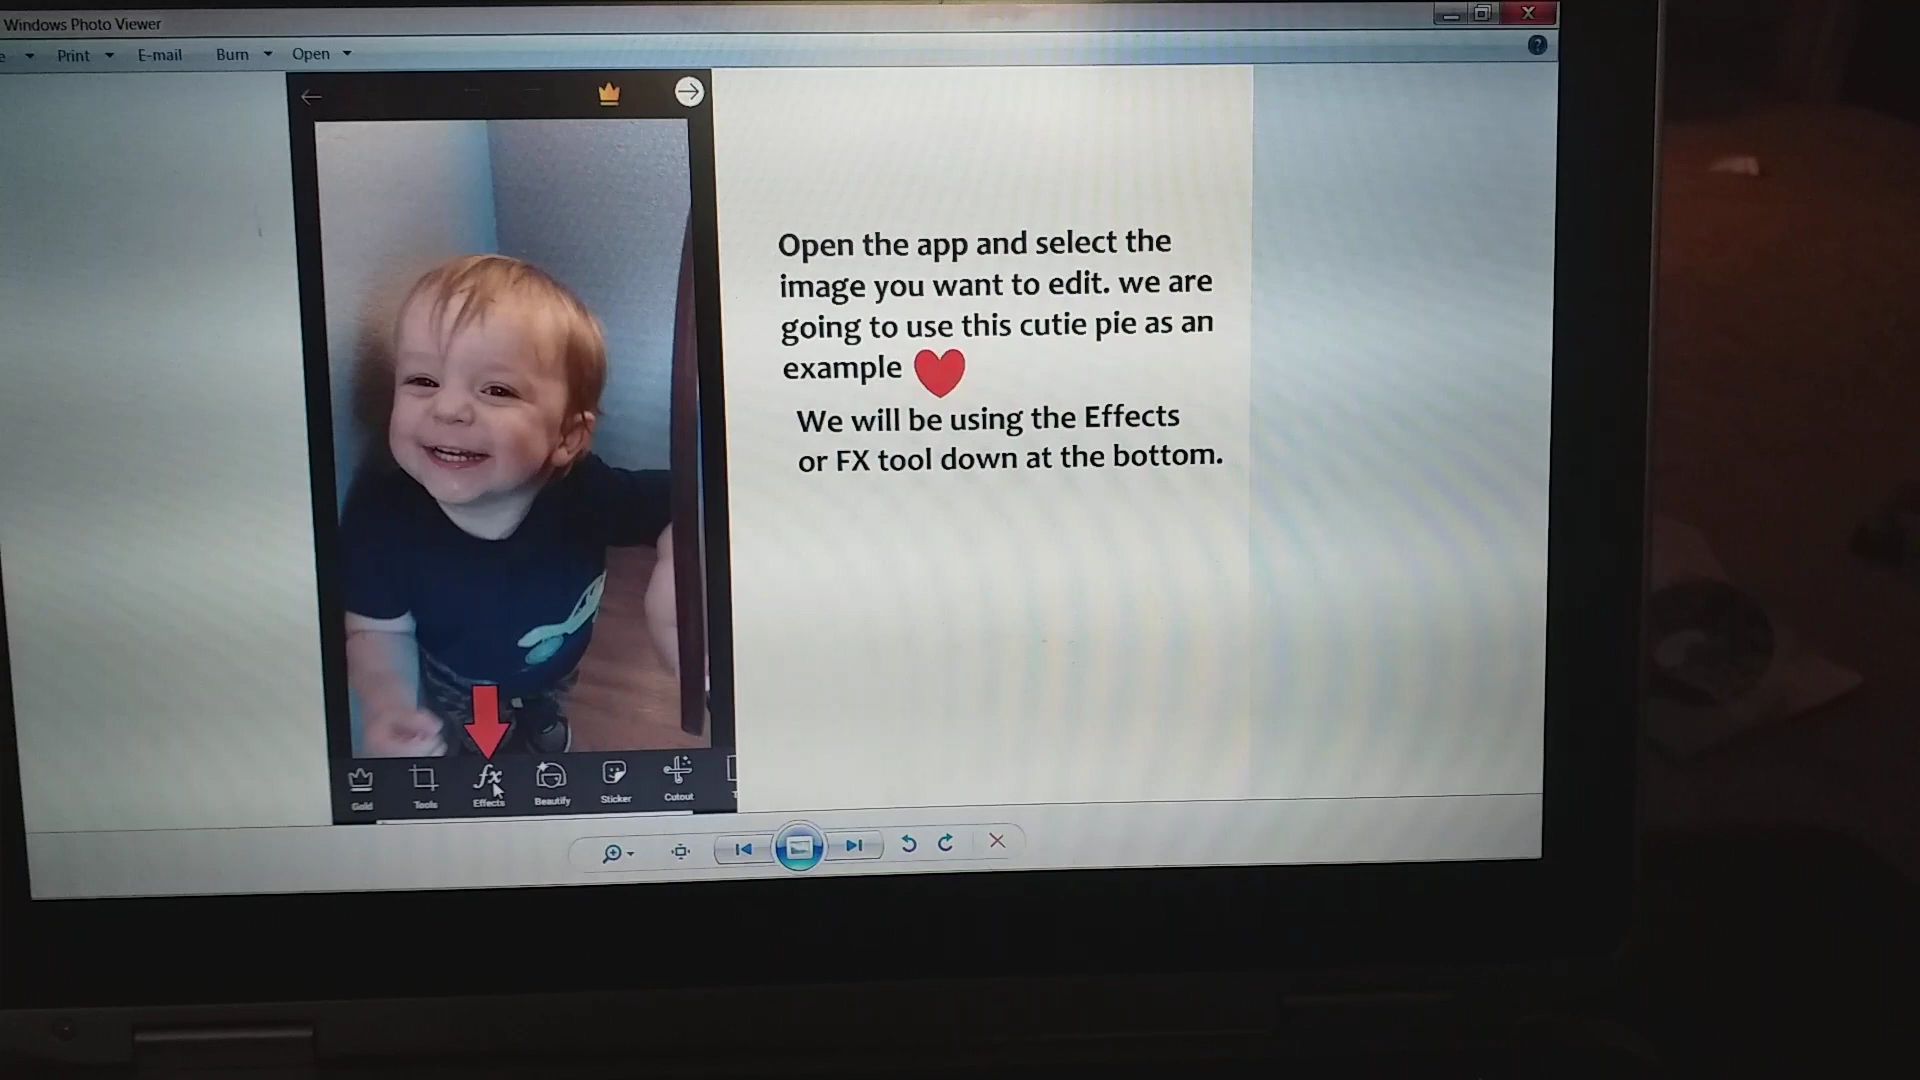 Windows Photo Viewer
Print E-mail Burn Open
Open the app and select the
image you want to edit. we are
going to use this cutie pie as an
example
We will be using the Effects
or FX tool down at the bottom.
fx
Gold Tools Effects Beautify Sticker Cutout